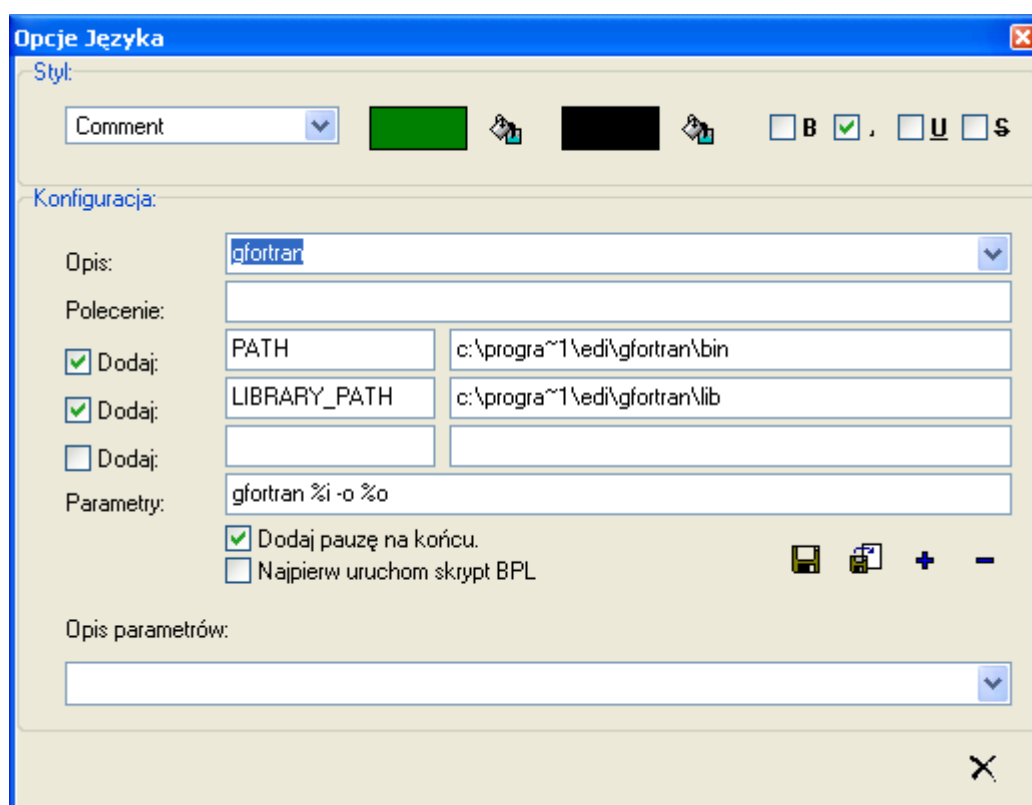 Opcje Języka
Styl:
Comment
B , U S
Konfiguracja:
Opis: gfortran
Polecenie:
Dodaj: PATH c:\progra~1\edi\gfortran\bin
Dodaj: LIBRARY_PATH c:\progra~1\edi\gfortran\lib
Dodaj:
Parametry: gfortran %i -o %o
Dodaj pauzę na końcu.
Najpierw uruchom skrypt BPL
Opis parametrów: